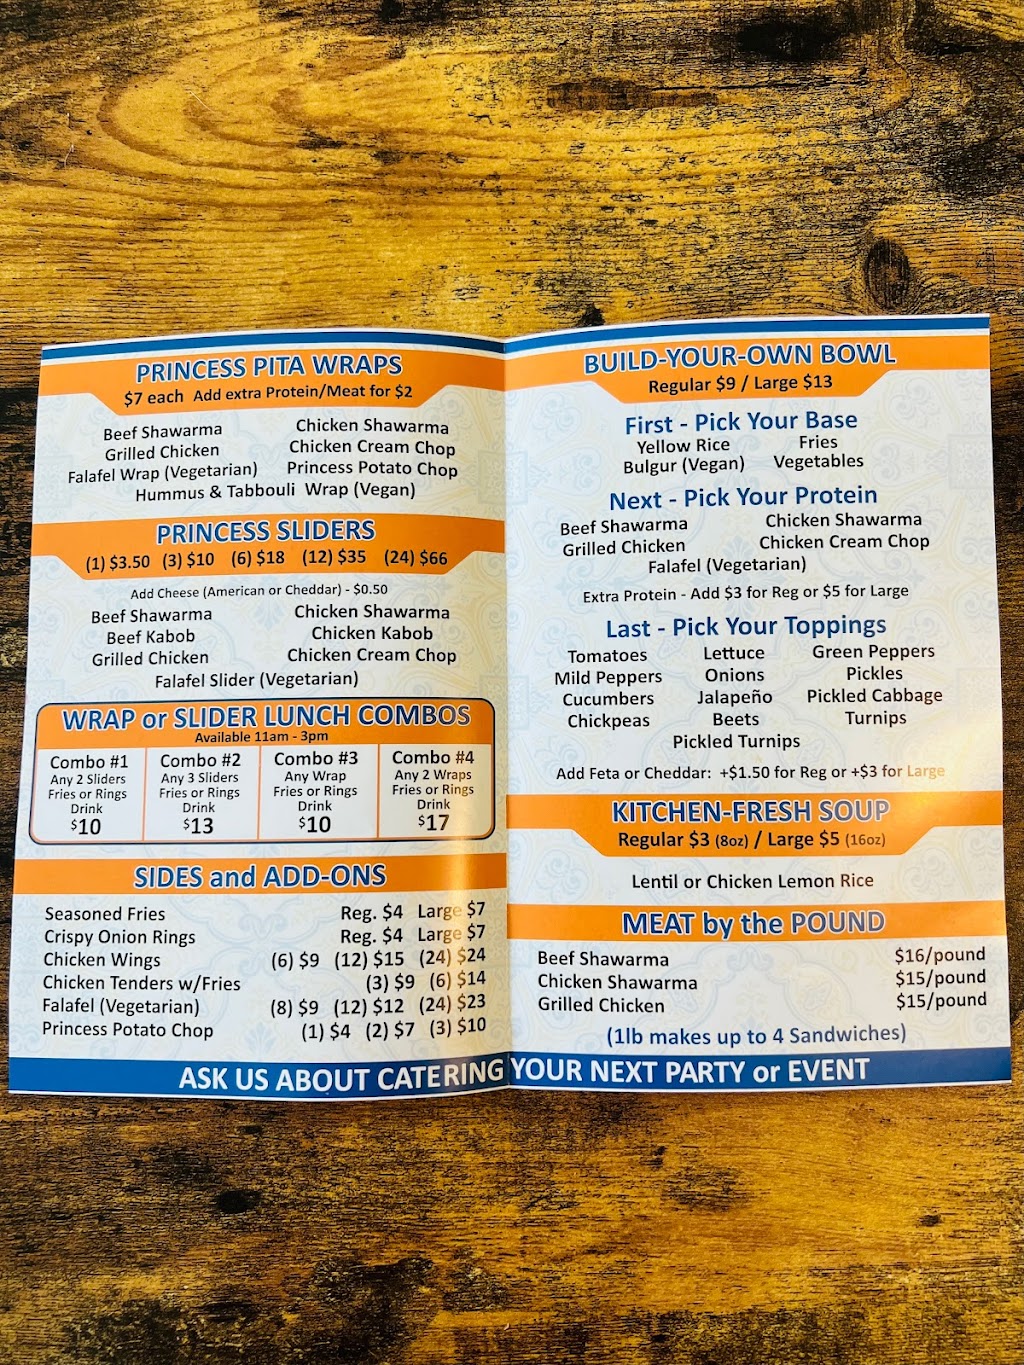 PRINCESS PITA WRAPS
$7 each Add extra Protein/Meat for $2
Beef Shawarma Chicken Shawarma
Grilled Chicken Chicken Cream Chop
Falafel Wrap (Vegetarian) Princess Potato Chop
Hummus & Tabbouli Wrap (Vegan)
PRINCESS SLIDERS
(1) $3.50 (3) $10 (6) $18 (12) $35 (24) $66
Add Cheese (American or Cheddar) - $0.50
Beef Shawarma Chicken Shawarma
Beef Kabob Chicken Kabob
Grilled Chicken Chicken Cream Chop
Falafel Slider (Vegetarian)
WRAP or SLIDER LUNCH COMBOS
Available 11am - 3pm
Combo #1
Any 2 Sliders
Fries or Rings
Drink
$10
Combo #2
Any 3 Sliders
Fries or Rings
Drink
$13
Combo #3
Any Wrap
Fries or Rings
Drink
$10
Combo #4
Any 2 Wraps
Fries or Rings
Drink
$17
SIDES and ADD-ONS
Seasoned Fries Reg. $4 Large $7
Crispy Onion Rings Reg. $4 Large $7
Chicken Wings (6) $9 (12) $15 (24) $24
Chicken Tenders w/Fries (3) $9 (6) $14
Falafel (Vegetarian) (8) $9 (12) $12 (24) $23
Princess Potato Chop (1) $4 (2) $7 (3) $10
BUILD-YOUR-OWN BOWL
Regular $9 / Large $13
First - Pick Your Base
Yellow Rice Fries
Bulgur (Vegan) Vegetables
Next - Pick Your Protein
Beef Shawarma Chicken Shawarma
Grilled Chicken Chicken Cream Chop
Falafel (Vegetarian)
Extra Protein - Add $3 for Reg or $5 for Large
Last - Pick Your Toppings
Tomatoes Lettuce Green Peppers
Mild Peppers Onions Pickles
Cucumbers Jalapeño Pickled Cabbage
Chickpeas Beets Turnips
Pickled Turnips
Add Feta or Cheddar: +$1.50 for Reg or +$3 for Large
KITCHEN-FRESH SOUP
Regular $3 (8oz) / Large $5 (16oz)
Lentil or Chicken Lemon Rice
MEAT by the POUND
Beef Shawarma $16/pound
Chicken Shawarma $15/pound
Grilled Chicken $15/pound
(1lb makes up to 4 Sandwiches)
ASK US ABOUT CATERING YOUR NEXT PARTY or EVENT